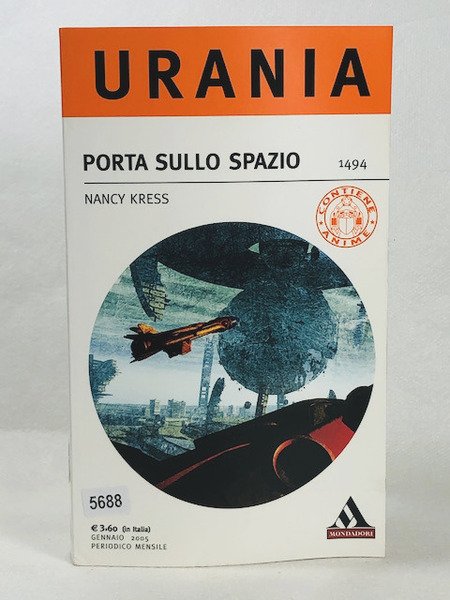 URANIA
PORTA SULLO SPAZIO 1494
NANCY KRESS
CONTIENE
ANIME
5688
€ 3,60 (in Italia)
GENNAIO 2005
PERIODICO MENSILE
MONDADORI